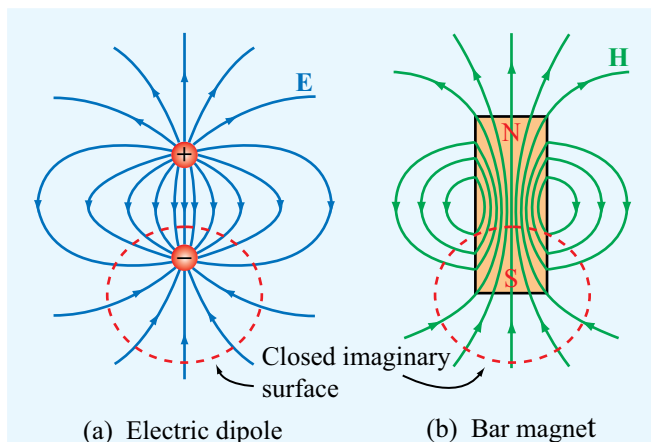 E
H
+
−
N
S
Closed imaginary
surface
(a) Electric dipole
(b) Bar magnet